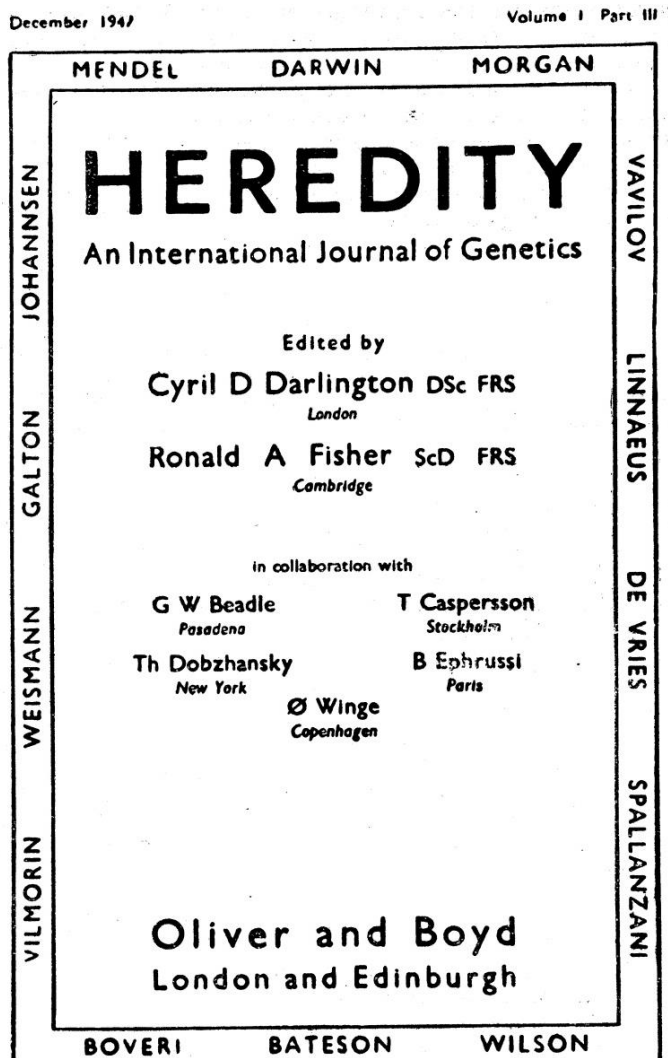 December 1947
Volume I Part III
MENDEL DARWIN MORGAN
JOHANNSEN
GALTON
WEISMANN
VILMORIN
HEREDITY
An International Journal of Genetics
Edited by
Cyril D Darlington DSc FRS
London
Ronald A Fisher ScD FRS
Cambridge
in collaboration with
G W Beadle T Caspersson
Pasadena Stockholm
Th Dobzhansky B Ephrussi
New York Paris
Ø Winge
Copenhagen
Oliver and Boyd
London and Edinburgh
VAVILOV
LINNAEUS
DE VRIES
SPALLANZANI
BOVERI BATESON WILSON